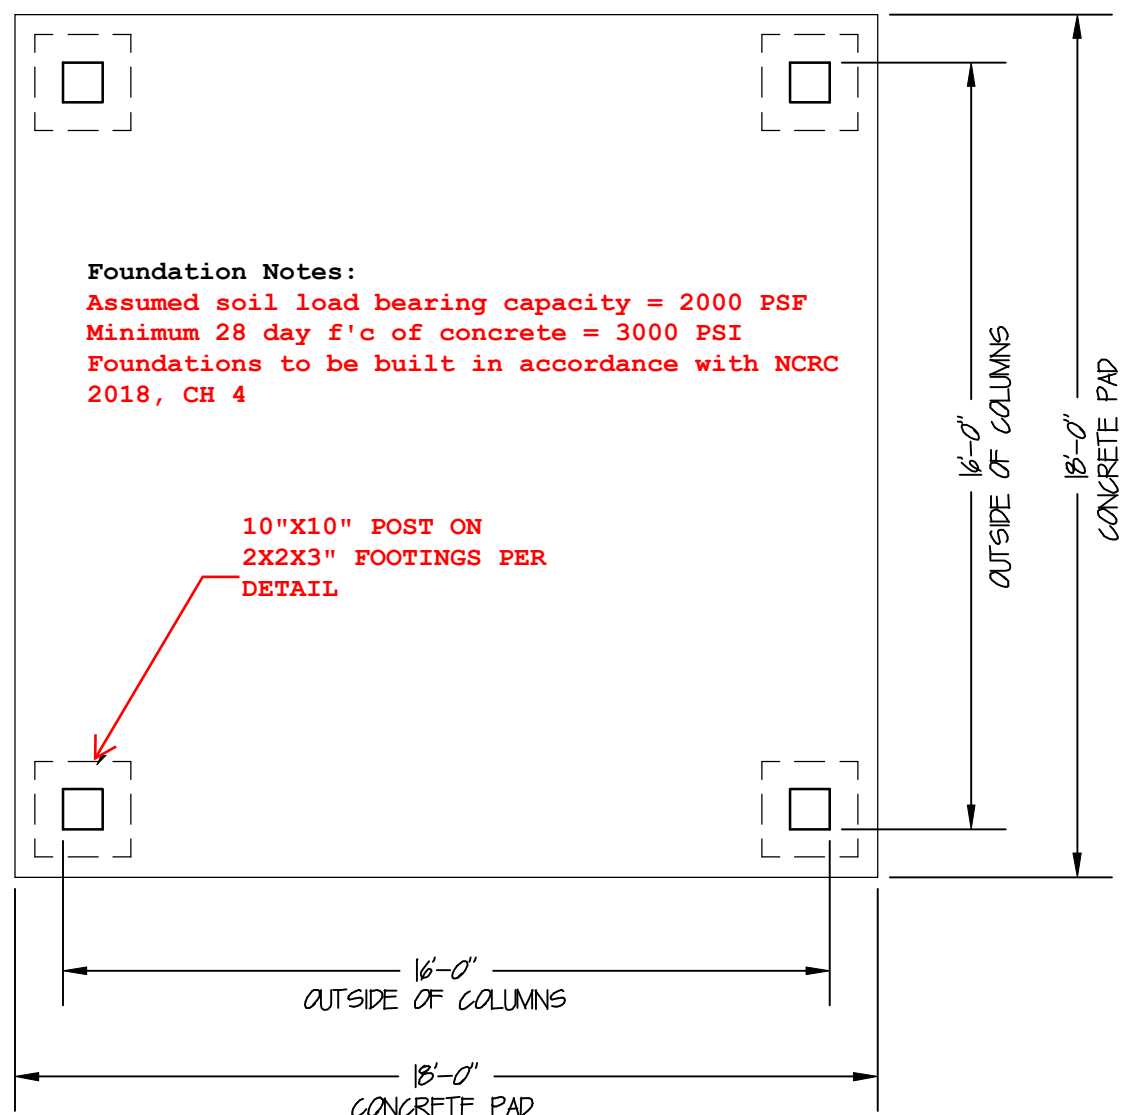 Foundation Notes:
Assumed soil load bearing capacity = 2000 PSF
Minimum 28 day f'c of concrete = 3000 PSI
Foundations to be built in accordance with NCRC
2018, CH 4
10"X10" POST ON
2X2X3" FOOTINGS PER
DETAIL
16'-0"
OUTSIDE OF COLUMNS
18'-0"
CONCRETE PAD
16'-0"
OUTSIDE OF COLUMNS
18'-0"
CONCRETE PAD